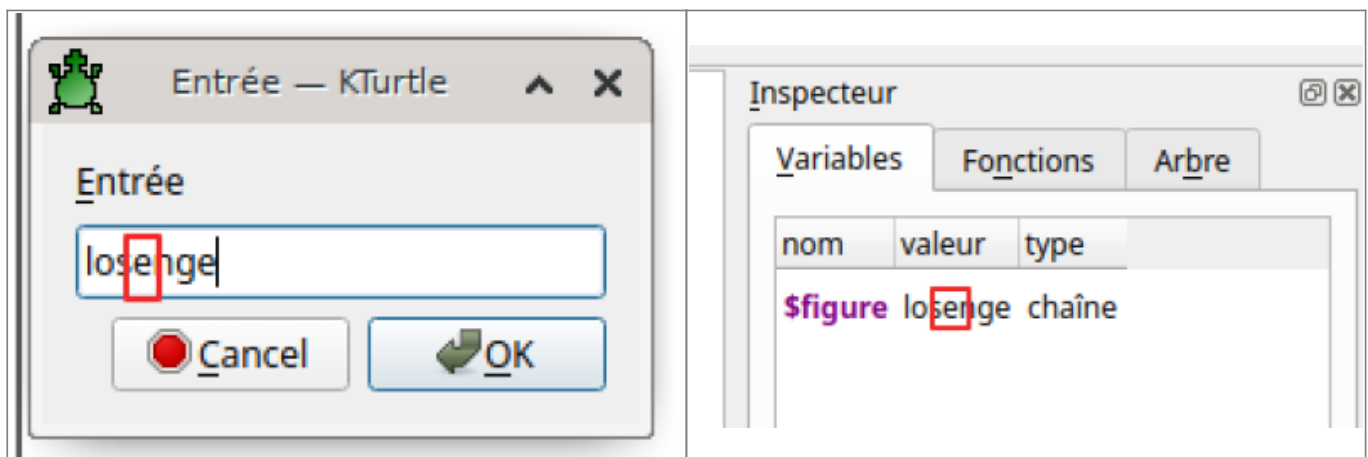 Entrée — KTurtle
Entrée
losenge
Cancel OK
Inspecteur
Variables Fonctions Arbre
nom valeur type
$figure losenge chaîne